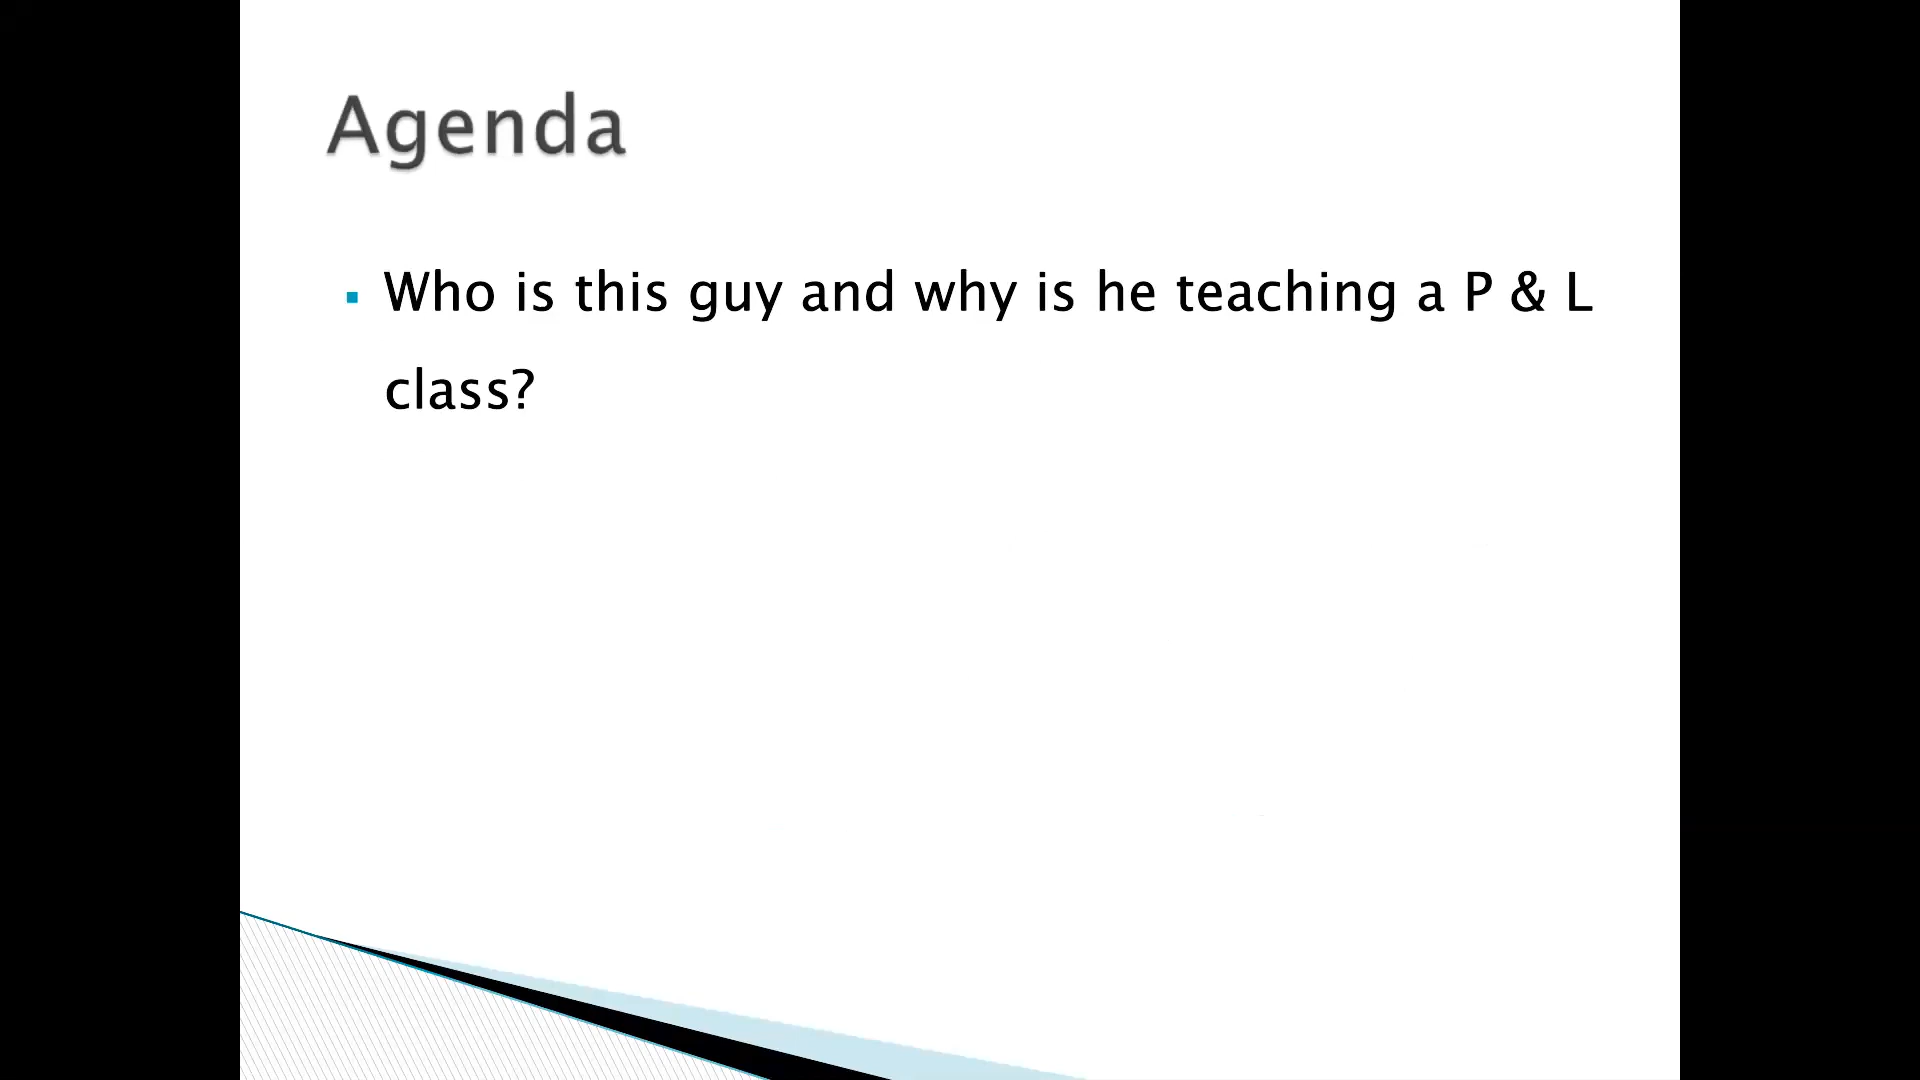 Agenda
▪ Who is this guy and why is he teaching a P & L
class?